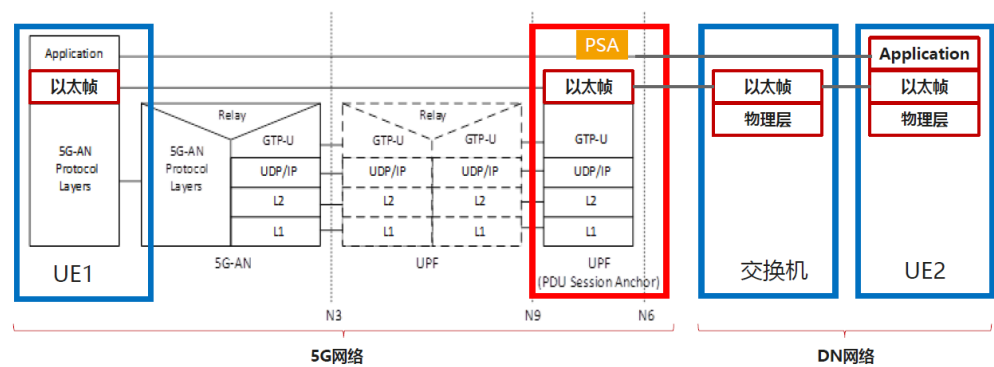 PSA
Application
Application
以太帧
以太帧
以太帧
以太帧
Relay
Relay
物理层
物理层
5G-AN
Protocol
Layers
5G-AN
Protocol
Layers
GTP-U
GTP-U
GTP-U
GTP-U
UDP/IP
UDP/IP
UDP/IP
UDP/IP
L2
L2
L2
L2
L1
L1
L1
L1
UE1
5G-AN
UPF
UPF
(PDU Session Anchor)
交换机
UE2
N3
N9
N6
5G网络
DN网络